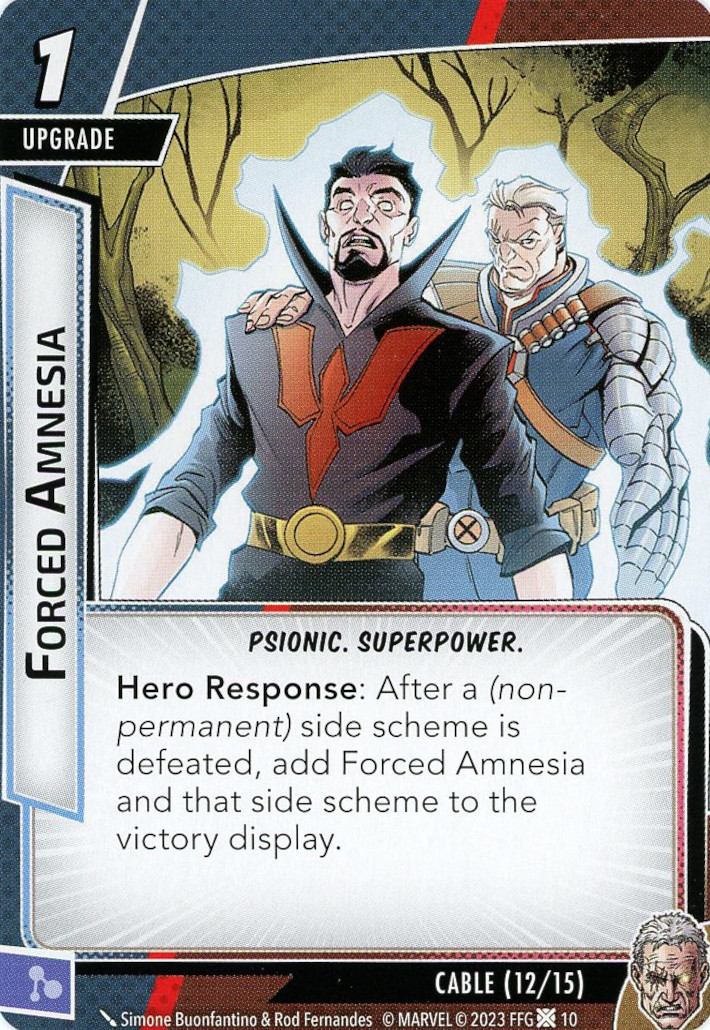 1
UPGRADE
FORCED AMNESIA
PSIONIC. SUPERPOWER.
Hero Response: After a (non-
permanent) side scheme is
defeated, add Forced Amnesia
and that side scheme to the
victory display.
CABLE (12/15)
Simone Buonfantino & Rod Fernandes © MARVEL © 2023 FFG 10